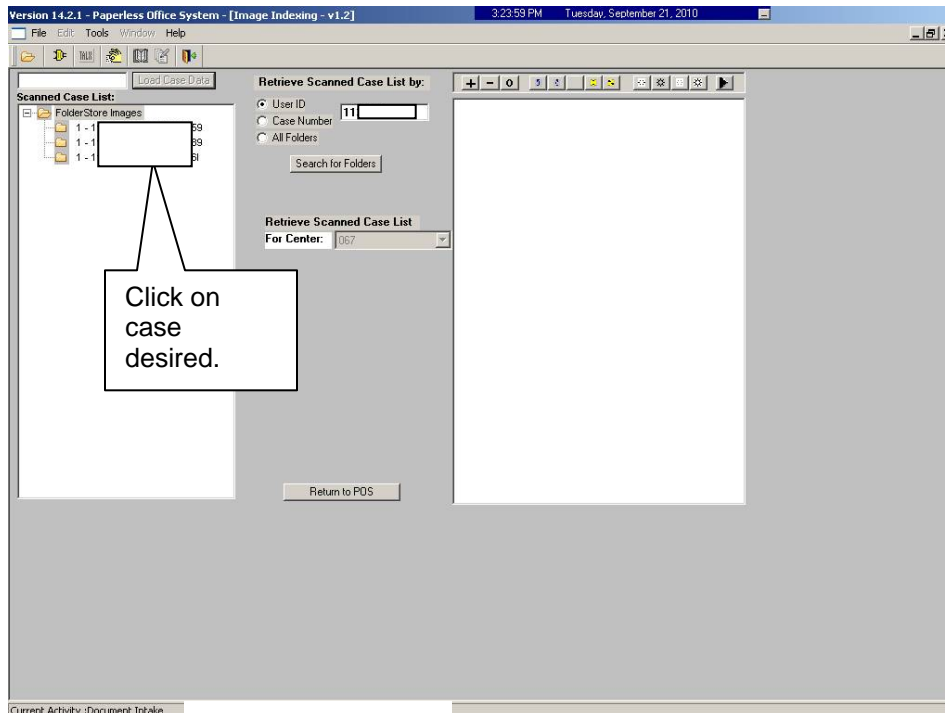 Version 14.2.1 - Paperless Office System - [Image Indexing - v1.2] 3:23:59 PM Tuesday, September 21, 2010
File Edit Tools Window Help
TALX
Load Case Data
Scanned Case List:
FolderStore Images
1 - 1 59
1 - 1 89
1 - 1
Retrieve Scanned Case List by:
User ID
Case Number
All Folders
11
Search for Folders
Retrieve Scanned Case List
For Center: 067
+ - 0
Click on
case
desired.
Return to POS
Current Activity :Document Intake